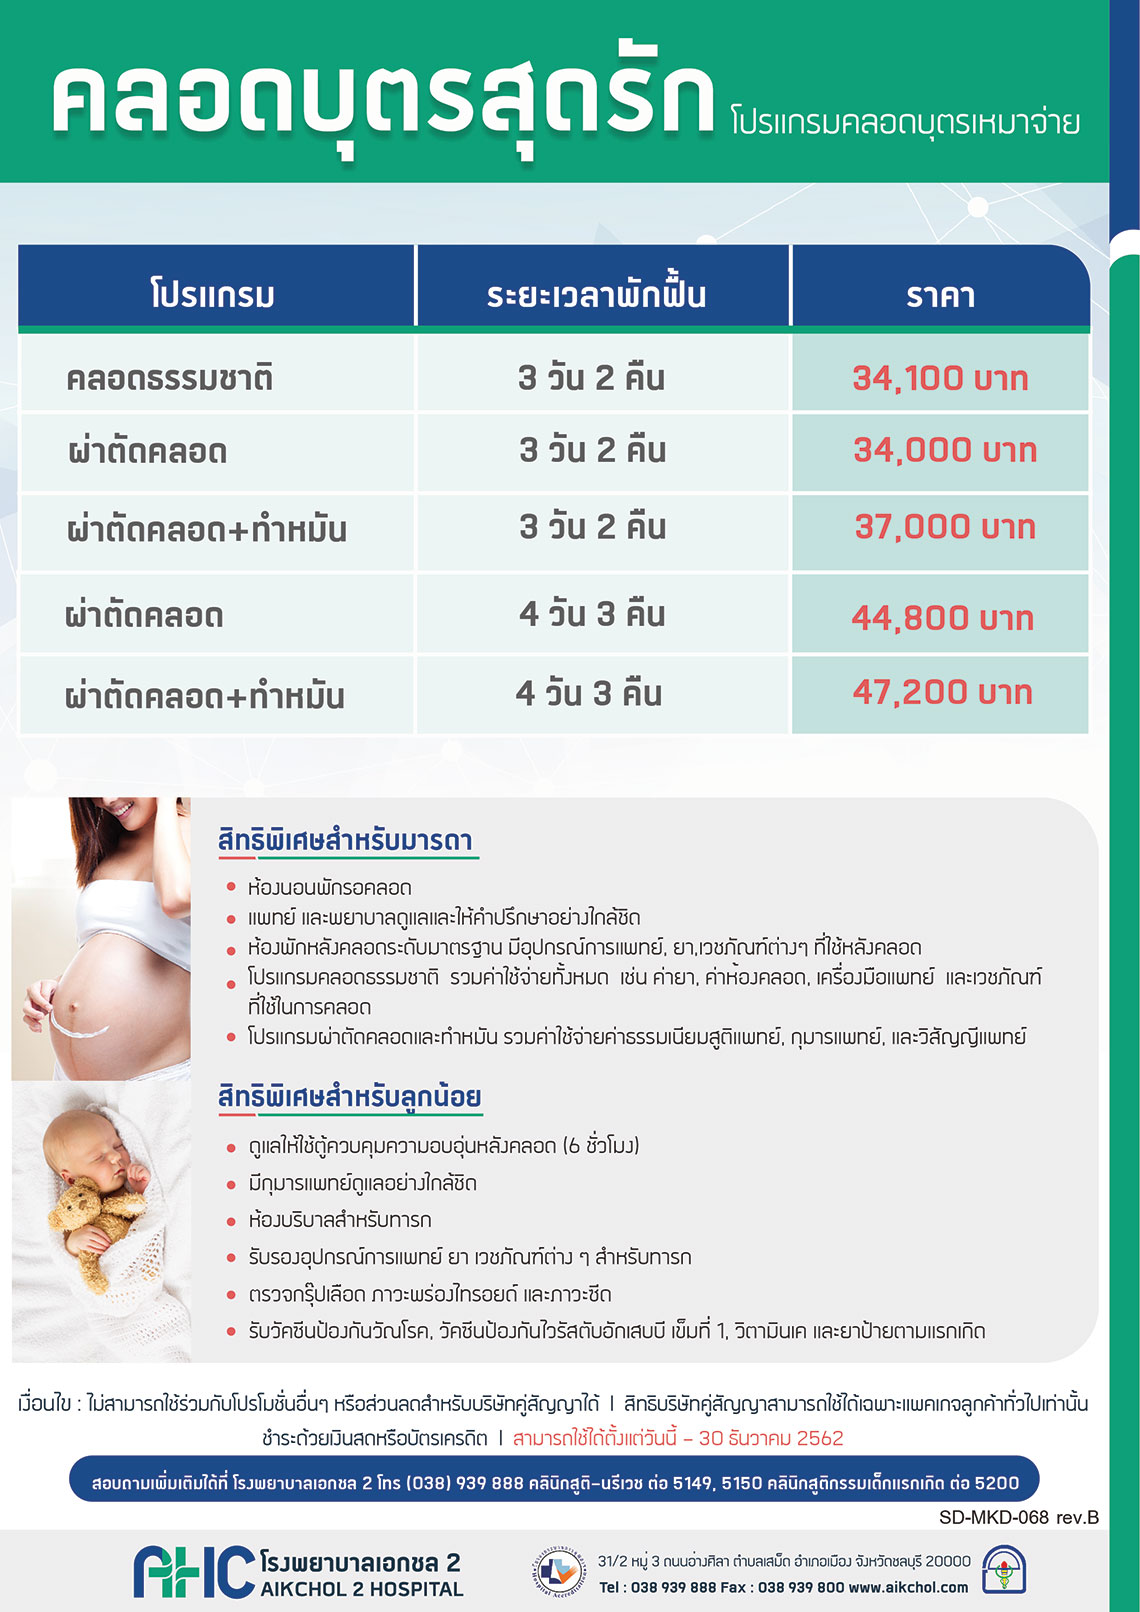 คลอดบุตรสุดรัก โปรแกรมคลอดบุตรเหมาจ่าย
โปรแกรม ระยะเวลาพักฟื้น ราคา
คลอดธรรมชาติ 3 วัน 2 คืน 34,100 บาท
ผ่าตัดคลอด 3 วัน 2 คืน 34,000 บาท
ผ่าตัดคลอด+ทำหมัน 3 วัน 2 คืน 37,000 บาท
ผ่าตัดคลอด 4 วัน 3 คืน 44,800 บาท
ผ่าตัดคลอด+ทำหมัน 4 วัน 3 คืน 47,200 บาท
สิทธิพิเศษสำหรับมารดา
• ห้องนอนพักรอคลอด
• แพทย์ และพยาบาลดูแลและให้คำปรึกษาอย่างใกล้ชิด
• ห้องพักหลังคลอดระดับมาตรฐาน มีอุปกรณ์การแพทย์, ยา,เวชภัณฑ์ต่างๆ ที่ใช้หลังคลอด
• โปรแกรมคลอดธรรมชาติ รวมค่าใช้จ่ายทั้งหมด เช่น ค่ายา, ค่าห้องคลอด, เครื่องมือแพทย์ และเวชภัณฑ์
ที่ใช้ในการคลอด
• โปรแกรมผ่าตัดคลอดและทำหมัน รวมค่าใช้จ่ายค่าธรรมเนียมสูติแพทย์, กุมารแพทย์, และวิสัญญีแพทย์
สิทธิพิเศษสำหรับลูกน้อย
• ดูแลให้ใช้ตู้ควบคุมความอบอุ่นหลังคลอด (6 ชั่วโมง)
• มีกุมารแพทย์ดูแลอย่างใกล้ชิด
• ห้องบริบาลสำหรับทารก
• รับรองอุปกรณ์การแพทย์ ยา เวชภัณฑ์ต่าง ๆ สำหรับทารก
• ตรวจกรุ๊ปเลือด ภาวะพร่องไทรอยด์ และภาวะซีด
• รับวัคซีนป้องกันวัณโรค, วัคซีนป้องกันไวรัสตับอักเสบบี เข็มที่ 1, วิตามินเค และยาป้ายตาแรกเกิด
เงื่อนไข : ไม่สามารถใช้ร่วมกับโปรโมชั่นอื่นๆ หรือส่วนลดสำหรับบริษัทคู่สัญญาได้ | สิทธิบริษัทคู่สัญญาสามารถใช้ได้เฉพาะแพคเกจลูกค้าทั่วไปเท่านั้น
ชำระด้วยเงินสดหรือบัตรเครดิต | สามารถใช้ได้ตั้งแต่วันนี้ - 30 ธันวาคม 2562
สอบถามเพิ่มเติมได้ที่ โรงพยาบาลเอกชล 2 โทร (038) 939 888 คลินิกสูติ-นรีเวช ต่อ 5149, 5150 คลินิกสูติกรรมเด็กแรกเกิด ต่อ 5200
SD-MKD-068 rev.B
AHC โรงพยาบาลเอกชล 2
AIKCHOL 2 HOSPITAL
Hospital Accreditation
31/2 หมู่ 3 ถนนอ่างศิลา ตำบลเสม็ด อำเภอเมือง จังหวัดชลบุรี 20000
Tel : 038 939 888 Fax : 038 939 800 www.aikchol.com